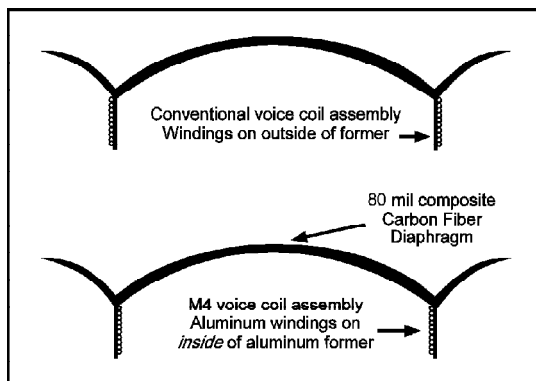 Conventional voice coil assembly
Windings on outside of former
80 mil composite
Carbon Fiber
Diaphragm
M4 voice coil assembly
Aluminum windings on
inside of aluminum former